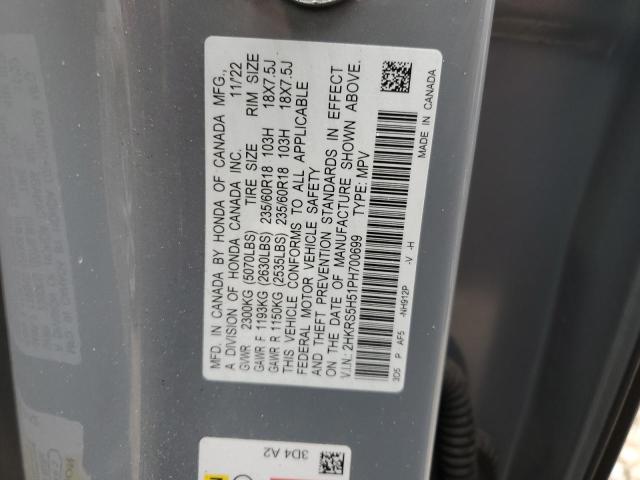 MFD. IN CANADA BY HONDA OF CANADA MFG.,
A DIVISION OF HONDA CANADA INC. 11/22
GVWR 2300KG (5070LBS) TIRE SIZE RIM SIZE
GAWR F 1193KG (2630LBS) 235/60R18 103H 18X7.5J
GAWR R 1150KG (2535LBS) 235/60R18 103H 18X7.5J
THIS VEHICLE CONFORMS TO ALL APPLICABLE
FEDERAL MOTOR VEHICLE SAFETY
AND THEFT PREVENTION STANDARDS IN EFFECT
ON THE DATE OF MANUFACTURE SHOWN ABOVE.
V.I.N.: 2HKRS5H51PH700699 TYPE: MPV
3D5 P AF5 -NH912P -V -H
MADE IN CANADA
3D4 A2